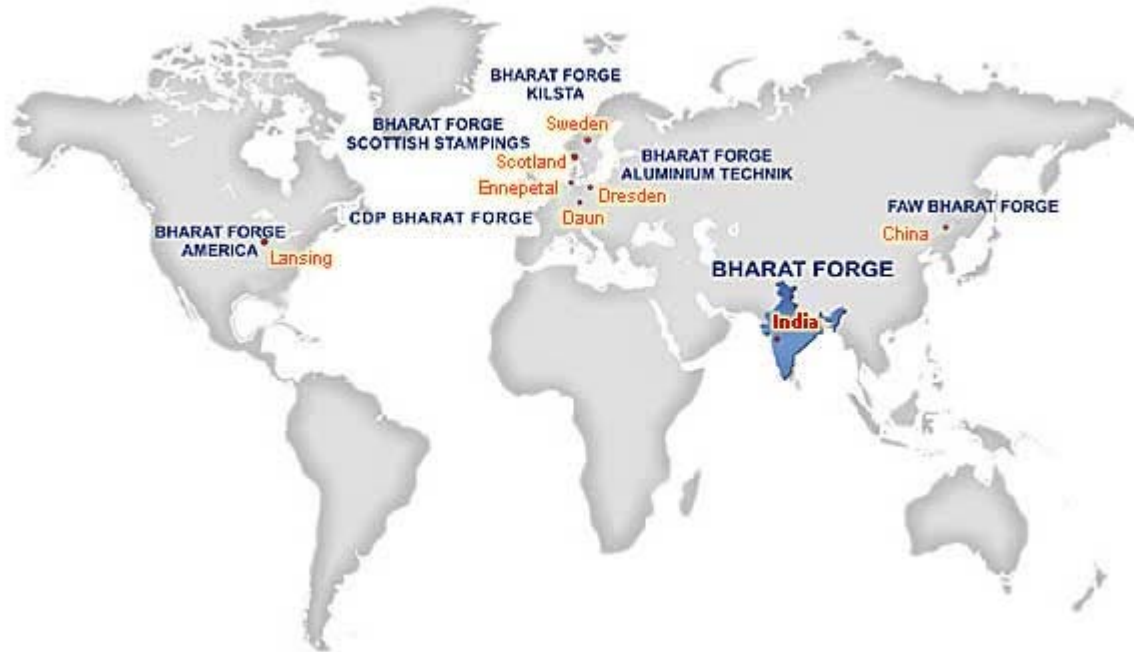 BHARAT FORGE
KILSTA
Sweden
BHARAT FORGE
SCOTTISH STAMPINGS
Scotland
BHARAT FORGE
ALUMINIUM TECHNIK
Ennepetal
Dresden
CDP BHARAT FORGE
Daun
FAW BHARAT FORGE
China
BHARAT FORGE
AMERICA
Lansing
BHARAT FORGE
India